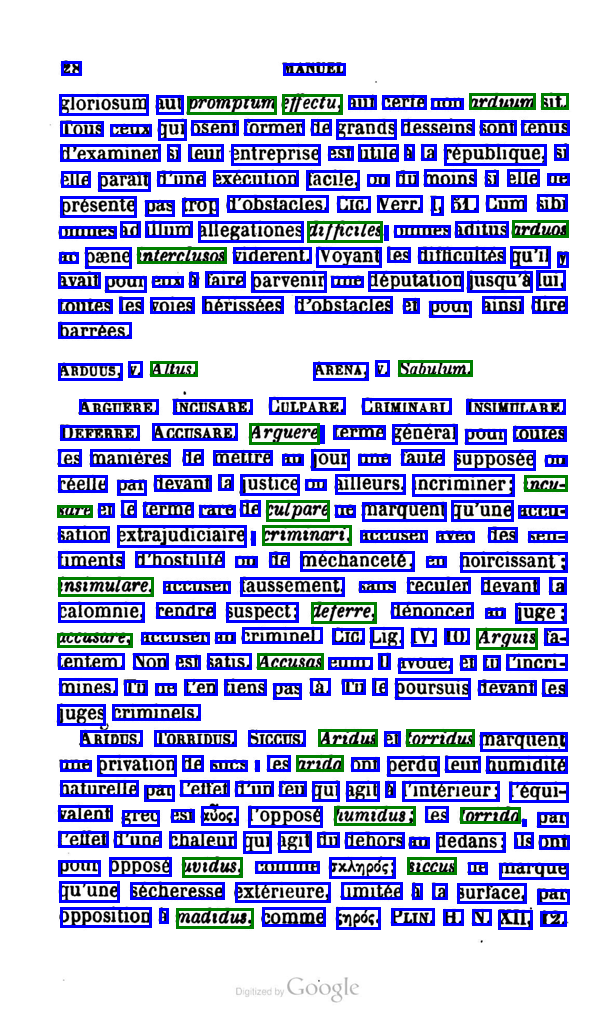 28 MANUEL
gloriosum aut promptum effectu, aut certe non arduum sit.
Tous ceux qui osent former de grands desseins sont tenus
d'examiner si leur entreprise est utile à la république, si
elle paraît d'une exécution facile, ou du moins si elle ne
présente pas trop d'obstacles. Cic. Verr. I, 51. Cum sibi
omnes ad illum allegationes difficiles, omnes aditus arduos
ac pæne interclusos viderent. Voyant les difficultés qu'il y
avait pour eux à faire parvenir une députation jusqu'à lui,
toutes les voies hérissées d'obstacles et pour ainsi dire
barrées.
ARDUUS, v. Altus. ARENA, v. Sabulum.
ARGUERE. INCUSARE. CULPARE. CRIMINARI. INSIMULARE.
DEFERRE. ACCUSARE. Arguere, terme général pour toutes
les manières de mettre au jour une faute supposée ou
réelle par devant la justice ou ailleurs, incriminer; incu-
sare et le terme rare de culpare ne marquent qu'une accu-
sation extrajudiciaire; criminari, accuser avec des sen-
timents d'hostilité ou de méchanceté, en noircissant;
insimulare, accuser faussement, sans reculer devant la
calomnie, rendre suspect; deferre, dénoncer au juge;
accusare, accuser au criminel. Cic. Lig. IV. 10. Arguis fa-
tentem. Non est satis. Accusas eum. Il avoue, et tu l'incri-
mines. Tu ne t'en tiens pas là. Tu le poursuis devant les
juges criminels.
ARIDUS. TORRIDUS. SICCUS. Aridus et torridus marquent
une privation de sucs; les arida ont perdu leur humidité
naturelle par l'effet d'un feu qui agit à l'intérieur; l'équi-
valent grec est αὖος, l'opposé humidus; les torrida, par
l'effet d'une chaleur qui agit du dehors au dedans; ils ont
pour opposé uvidus, comme σκληρός; siccus ne marque
qu'une sécheresse extérieure, limitée à la surface, par
opposition à madidus, comme ξηρός. PLIN. H. N. XII, 12.
Digitized by Google